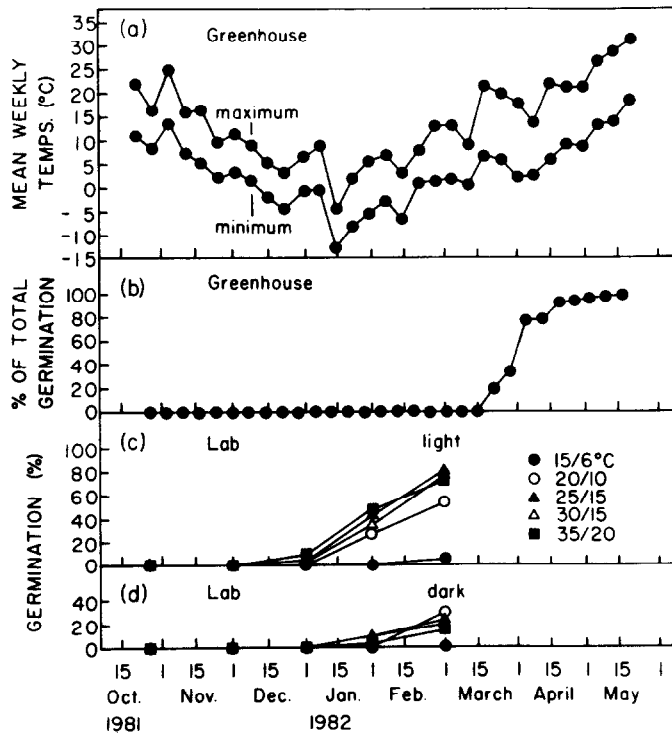 (a) Greenhouse
MEAN WEEKLY
TEMPS. (°C)
35
30
25
20
15
10
5
0
-5
-10
-15
maximum
minimum
(b) Greenhouse
% OF TOTAL
GERMINATION
100
80
60
40
20
0
GERMINATION (%)
(c) Lab light
80
60
40
20
0
15/6°C
20/10
25/15
30/15
35/20
(d) Lab dark
40
20
0
15 1 15 1 15 1 15 1 15 1 15 1 15 1 15
Oct. Nov. Dec. Jan. Feb. March April May
1981 1982